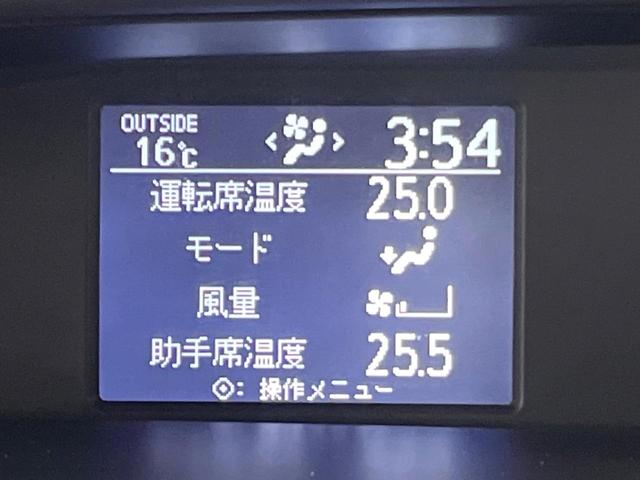 OUTSIDE
16℃
3:54
運転席温度 25.0
モード
風量
助手席温度 25.5
: 操作メニュー